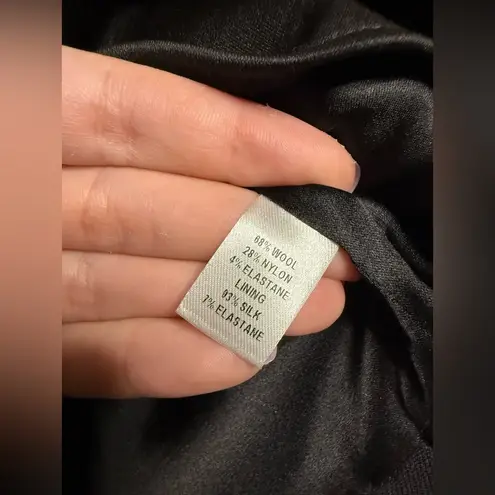 68% WOOL
28% NYLON
4% ELASTANE
LINING
93% SILK
7% ELASTANE